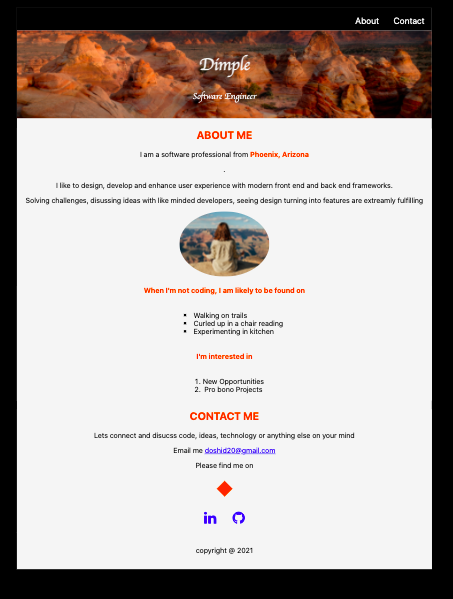 About Contact
Dimple
Software Engineer
ABOUT ME
I am a software professional from Phoenix, Arizona
.
I like to design, develop and enhance user experience with modern front end and back end frameworks.
Solving challenges, disussing ideas with like minded developers, seeing design turning into features are extreamly fulfilling
When I'm not coding, I am likely to be found on
▪ Walking on trails
▪ Curled up in a chair reading
▪ Experimenting in kitchen
I'm interested in
1. New Opportunities
2. Pro bono Projects
CONTACT ME
Lets connect and disucss code, ideas, technology or anything else on your mind
Email me doshid20@gmail.com
Please find me on
in
copyright @ 2021